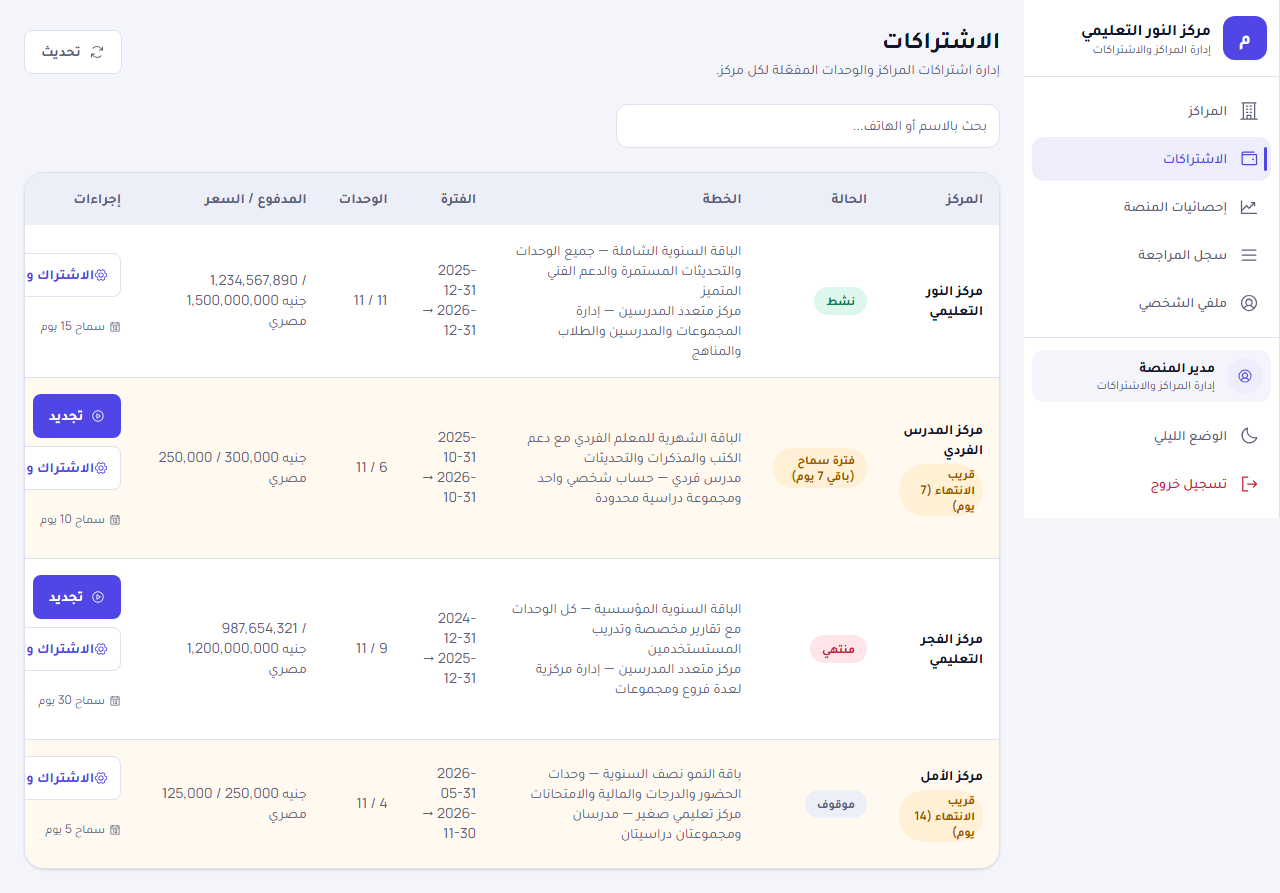 م
مركز النور التعليمي
إدارة المراكز والاشتراكات
المراكز
الاشتراكات
إحصائيات المنصة
سجل المراجعة
ملفي الشخصي
مدير المنصة
إدارة المراكز والاشتراكات
الوضع الليلي
تسجيل خروج
الاشتراكات
تحديث
إدارة اشتراكات المراكز والوحدات المفعّلة لكل مركز.
بحث بالاسم أو الهاتف...
المركز الحالة الخطة الفترة الوحدات المدفوع / السعر إجراءات
مركز النور
التعليمي
نشط
الباقة السنوية الشاملة — جميع الوحدات
والتحديثات المستمرة والدعم الفني
المتميز
مركز متعدد المدرسين — إدارة
المجموعات والمدرسين والطلاب
والمناهج
2025-
12-31
→ 2026-
12-31
11 / 11
1,234,567,890 /
1,500,000,000 جنيه
مصري
الاشتراك و
سماح 15 يوم
مركز المدرس
الفردي
قريب
الانتهاء (7
يوم)
فترة سماح
(باقي 7 يوم)
الباقة الشهرية للمعلم الفردي مع دعم
الكتب والمذكرات والتحديثات
مدرس فردي — حساب شخصي واحد
ومجموعة دراسية محدودة
2025-
10-31
→ 2026-
10-31
11 / 6
250,000 / 300,000 جنيه
مصري
تجديد
الاشتراك و
سماح 10 يوم
مركز الفجر
التعليمي
منتهي
الباقة السنوية المؤسسية — كل الوحدات
مع تقارير مخصصة وتدريب
المستستخدمين
مركز متعدد المدرسين — إدارة مركزية
لعدة فروع ومجموعات
2024-
12-31
→ 2025-
12-31
11 / 9
987,654,321 /
1,200,000,000 جنيه
مصري
تجديد
الاشتراك و
سماح 30 يوم
مركز الأمل
قريب
الانتهاء (14
يوم)
موقوف
باقة النمو نصف السنوية — وحدات
الحضور والدرجات والمالية والامتحانات
مركز تعليمي صغير — مدرسان
ومجموعتان دراسيتان
2026-
05-31
→ 2026-
11-30
11 / 4
125,000 / 250,000 جنيه
مصري
الاشتراك و
سماح 5 يوم